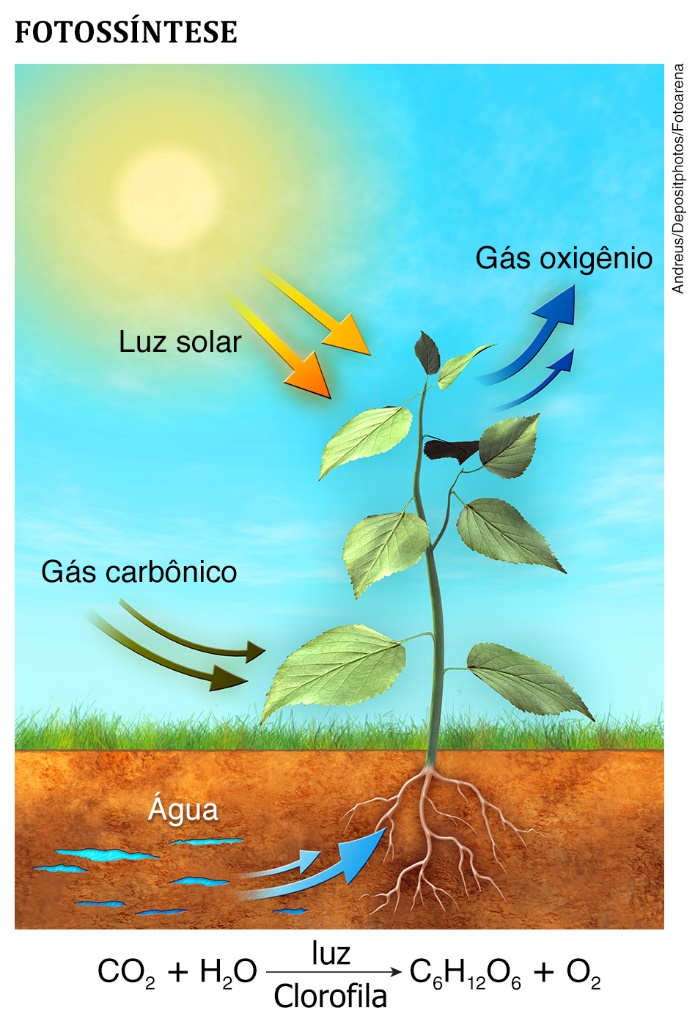 FOTOSSÍNTESE
Andreus/Depositphotos/Fotoarena
Gás oxigênio
Luz solar
Gás carbônico
Água
luz
CO₂ + H₂O → C₆H₁₂O₆ + O₂
Clorofila